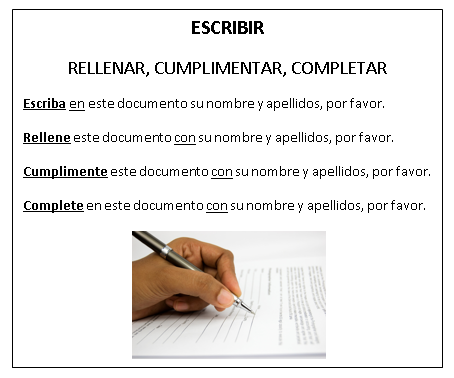 ESCRIBIR
RELLENAR, CUMPLIMENTAR, COMPLETAR
Escriba en este documento su nombre y apellidos, por favor.
Rellene este documento con su nombre y apellidos, por favor.
Cumplimente este documento con su nombre y apellidos, por favor.
Complete en este documento con su nombre y apellidos, por favor.